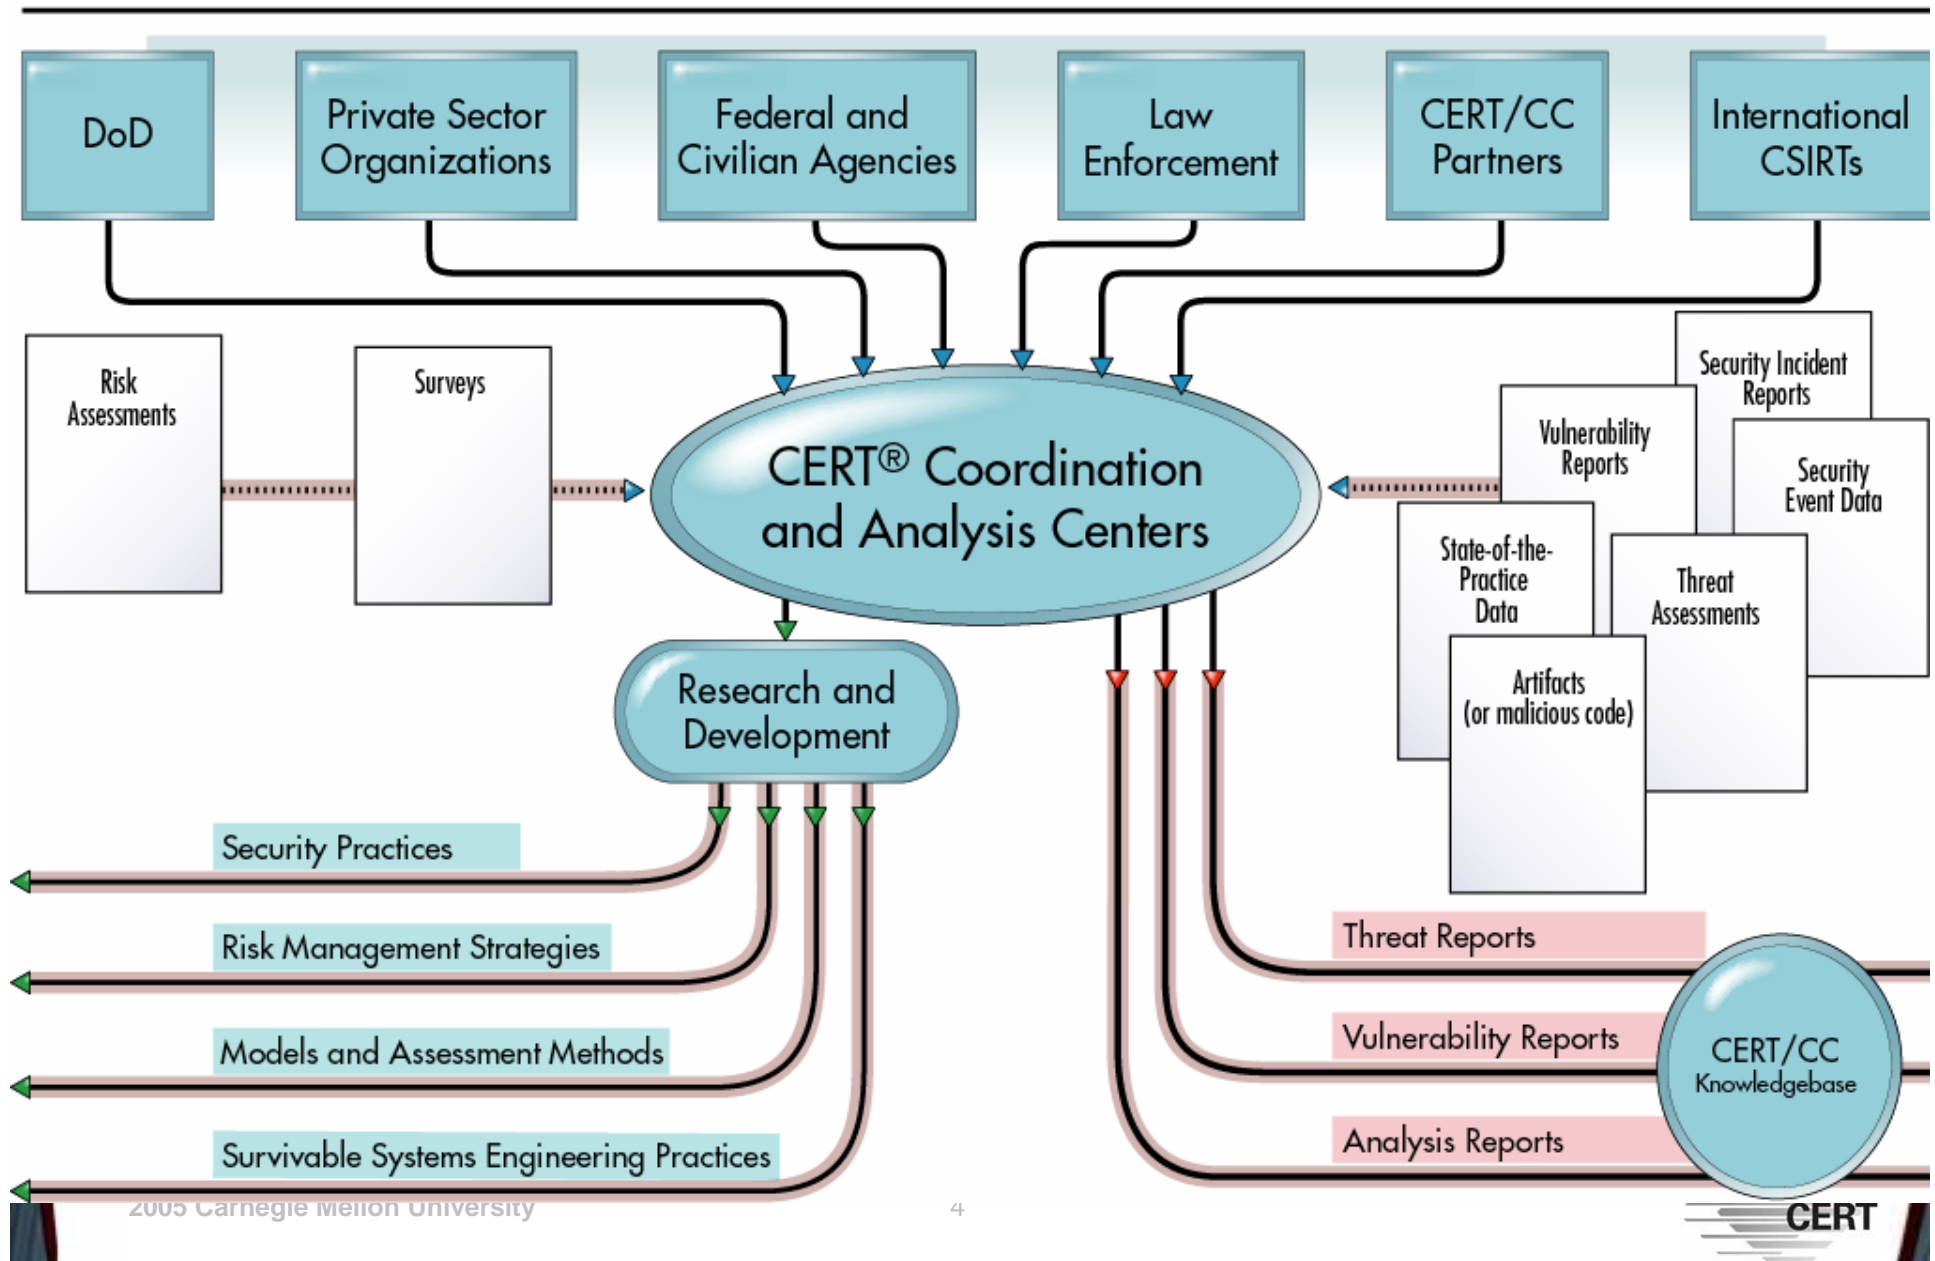 DoD
Private Sector
Organizations
Federal and
Civilian Agencies
Law
Enforcement
CERT/CC
Partners
International
CSIRTs
Risk
Assessments
Surveys
CERT® Coordination
and Analysis Centers
Security Incident
Reports
Vulnerability
Reports
Security
Event Data
State-of-the-
Practice
Data
Threat
Assessments
Artifacts
(or malicious code)
Research and
Development
Security Practices
Risk Management Strategies
Models and Assessment Methods
Survivable Systems Engineering Practices
Threat Reports
Vulnerability Reports
Analysis Reports
CERT/CC
Knowledgebase
2005 Carnegie Mellon University
4
CERT